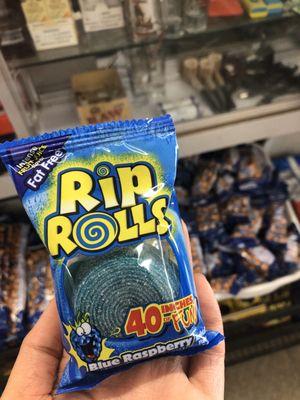 Fat Free
Rip
ROLLS
40 INCHES
OF FUN
Blue Raspberry